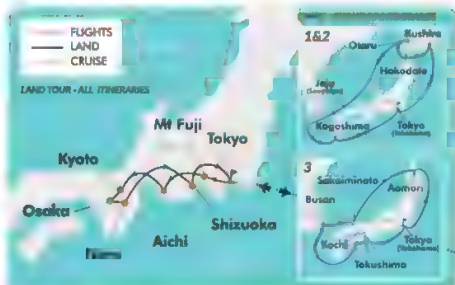 FLIGHTS
LAND
CRUISE
LAND TOUR - ALL ITINERARIES
Mt Fuji
Tokyo
Kyoto
Osaka
Shizuoka
Aichi
1&2
Kushiro
Otaru
Hakodate
Jeju
Kagoshima
Tokyo
(Yokohama)
3
Sakaiminato
Aomori
Busan
Kochi
Tokyo
(Yokohama)
Tokushima